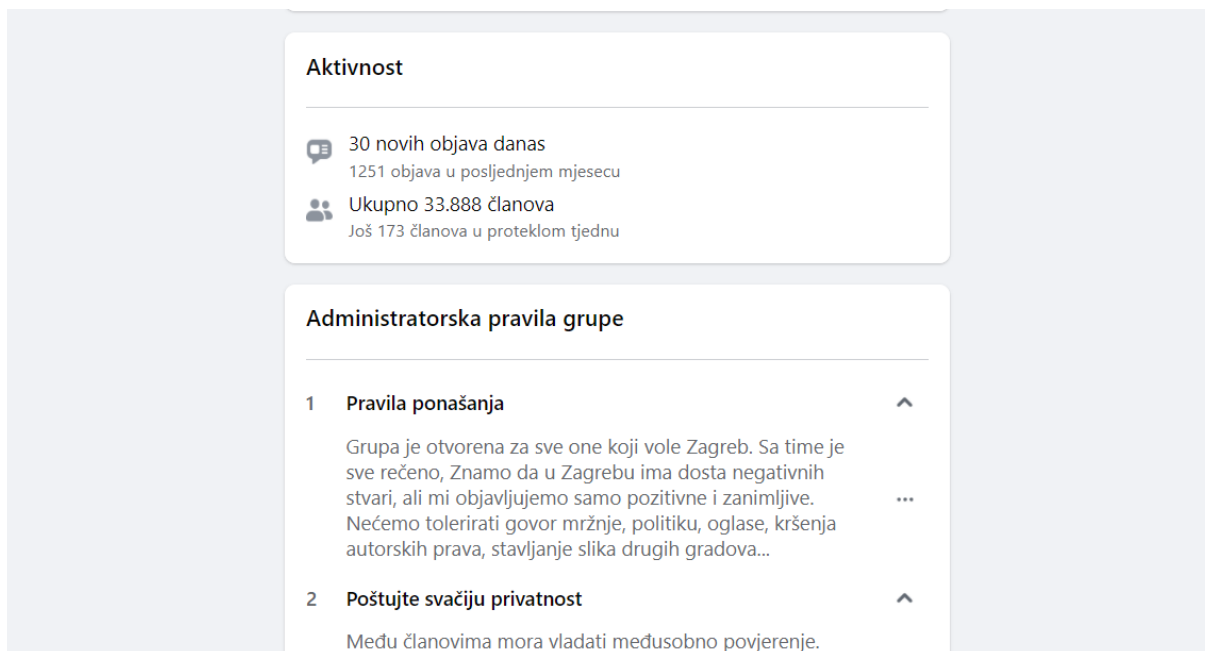 Aktivnost
30 novih objava danas
1251 objava u posljednjem mjesecu
Ukupno 33.888 članova
Još 173 članova u proteklom tjednu
Administratorska pravila grupe
1 Pravila ponašanja
Grupa je otvorena za sve one koji vole Zagreb. Sa time je
sve rečeno, Znamo da u Zagrebu ima dosta negativnih
stvari, ali mi objavljujemo samo pozitivne i zanimljive.
Nećemo tolerirati govor mržnje, politiku, oglase, kršenja
autorskih prava, stavljanje slika drugih gradova...
2 Poštujte svačiju privatnost
Među članovima mora vladati međusobno povjerenje.